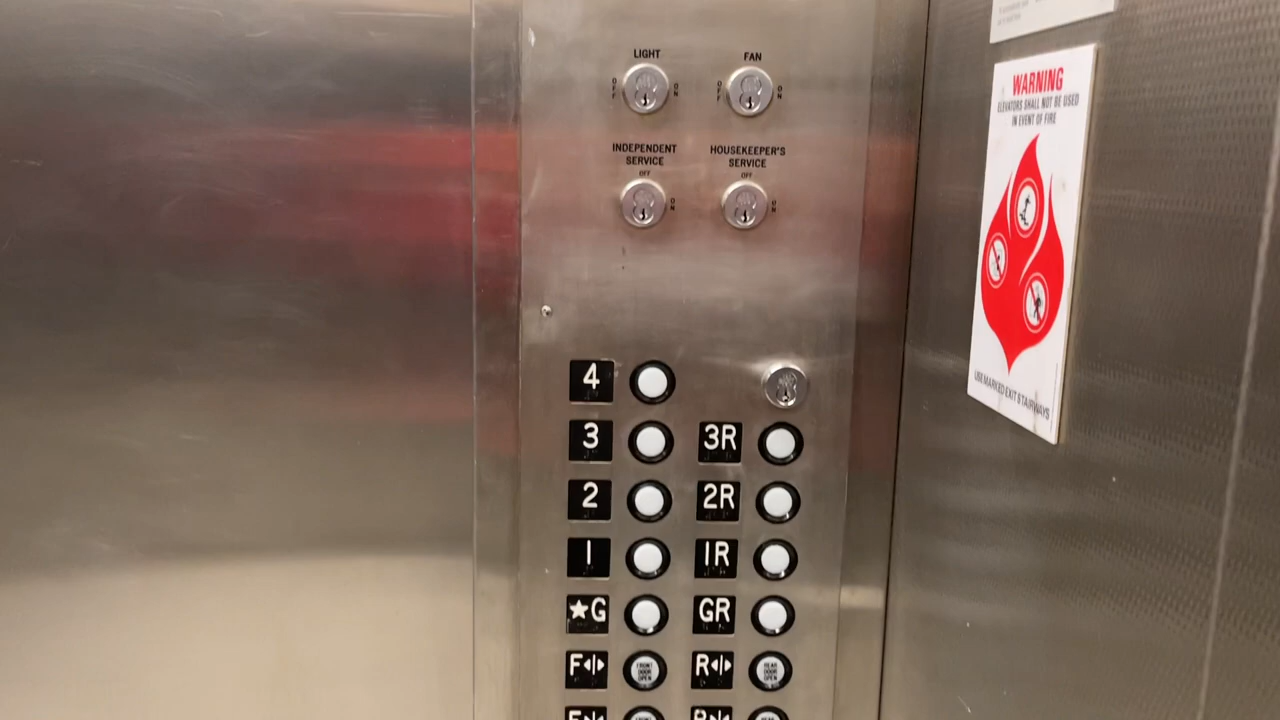 LIGHT
FAN
OFF
ON
OFF
ON
INDEPENDENT
SERVICE
OFF
ON
HOUSEKEEPER'S
SERVICE
OFF
ON
4
3
3R
2
2R
1
1R
★G
GR
F◂|▸
FRONT
DOOR
OPEN
R◂|▸
REAR
DOOR
OPEN
WARNING
ELEVATORS SHALL NOT BE USED
IN EVENT OF FIRE
USE MARKED EXIT STAIRWAYS